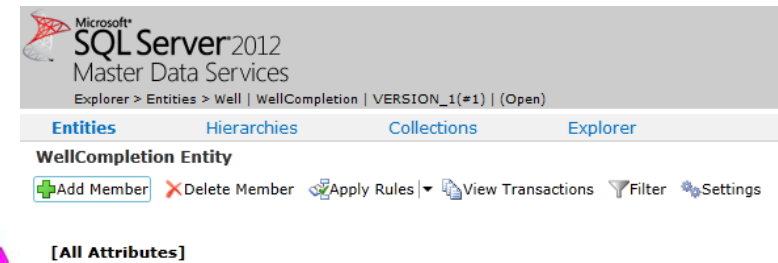 Microsoft®
SQL Server®2012
Master Data Services
Explorer > Entities > Well | WellCompletion | VERSION_1(#1) | (Open)
Entities Hierarchies Collections Explorer
WellCompletion Entity
Add Member Delete Member Apply Rules View Transactions Filter Settings
[All Attributes]